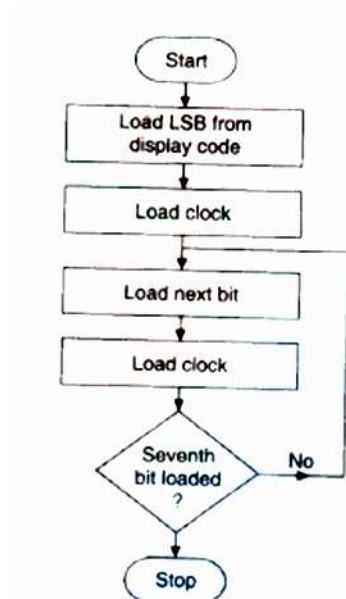 Start
Load LSB from
display code
Load clock
Load next bit
Load clock
Seventh
bit loaded
?
No
Stop